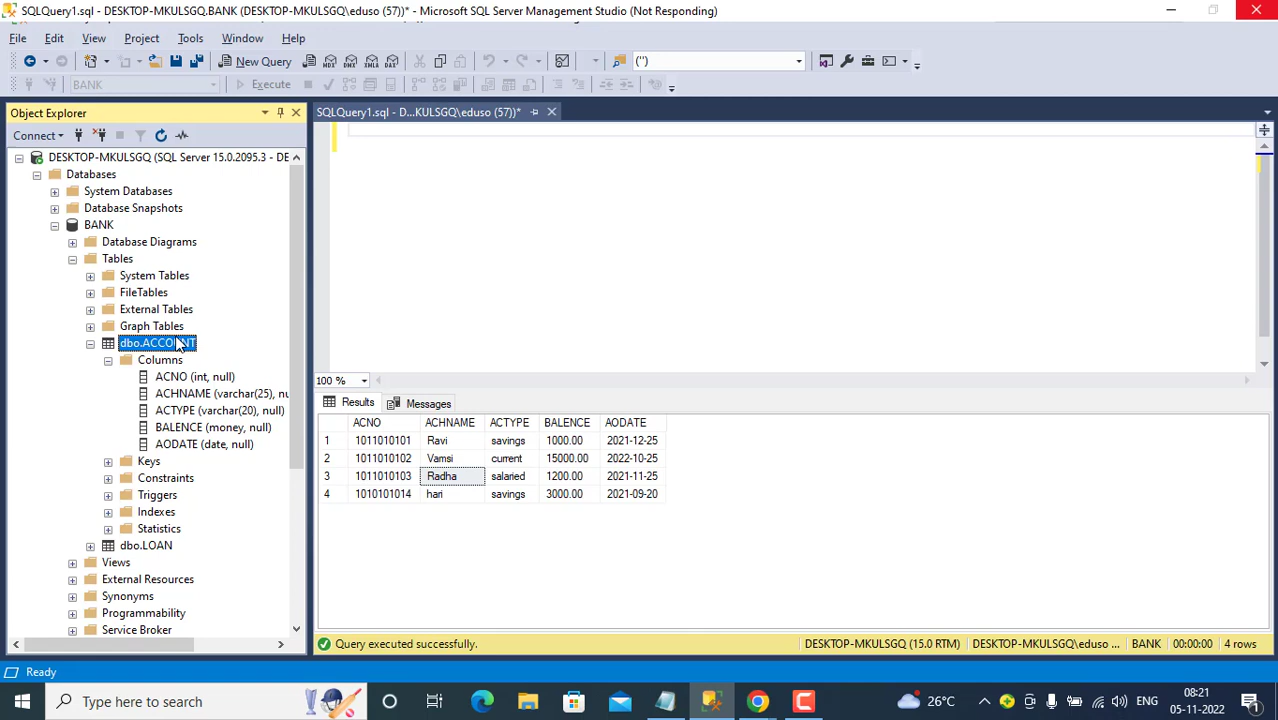 SQLQuery1.sql - DESKTOP-MKULSGQ.BANK (DESKTOP-MKULSGQ\eduso (57))* - Microsoft SQL Server Management Studio (Not Responding)
File Edit View Project Tools Window Help
New Query MDX DMX XMLA DAX ('')
BANK Execute
Object Explorer
SQLQuery1.sql - D...KULSGQ\eduso (57))*
Connect
DESKTOP-MKULSGQ (SQL Server 15.0.2095.3 - DE
Databases
System Databases
Database Snapshots
BANK
Database Diagrams
Tables
System Tables
FileTables
External Tables
Graph Tables
dbo.ACCOUNT
Columns
ACNO (int, null)
ACHNAME (varchar(25), nu
ACTYPE (varchar(20), null)
BALENCE (money, null)
AODATE (date, null)
Keys
Constraints
Triggers
Indexes
Statistics
dbo.LOAN
Views
External Resources
Synonyms
Programmability
Service Broker
100 %
Results Messages
ACNO ACHNAME ACTYPE BALENCE AODATE
1 1011010101 Ravi savings 1000.00 2021-12-25
2 1011010102 Vamsi current 15000.00 2022-10-25
3 1011010103 Radha salaried 1200.00 2021-11-25
4 1010101014 hari savings 3000.00 2021-09-20
Query executed successfully. DESKTOP-MKULSGQ (15.0 RTM) DESKTOP-MKULSGQ\eduso ... BANK 00:00:00 4 rows
Ready
Type here to search 26°C ENG 08:21
05-11-2022 1